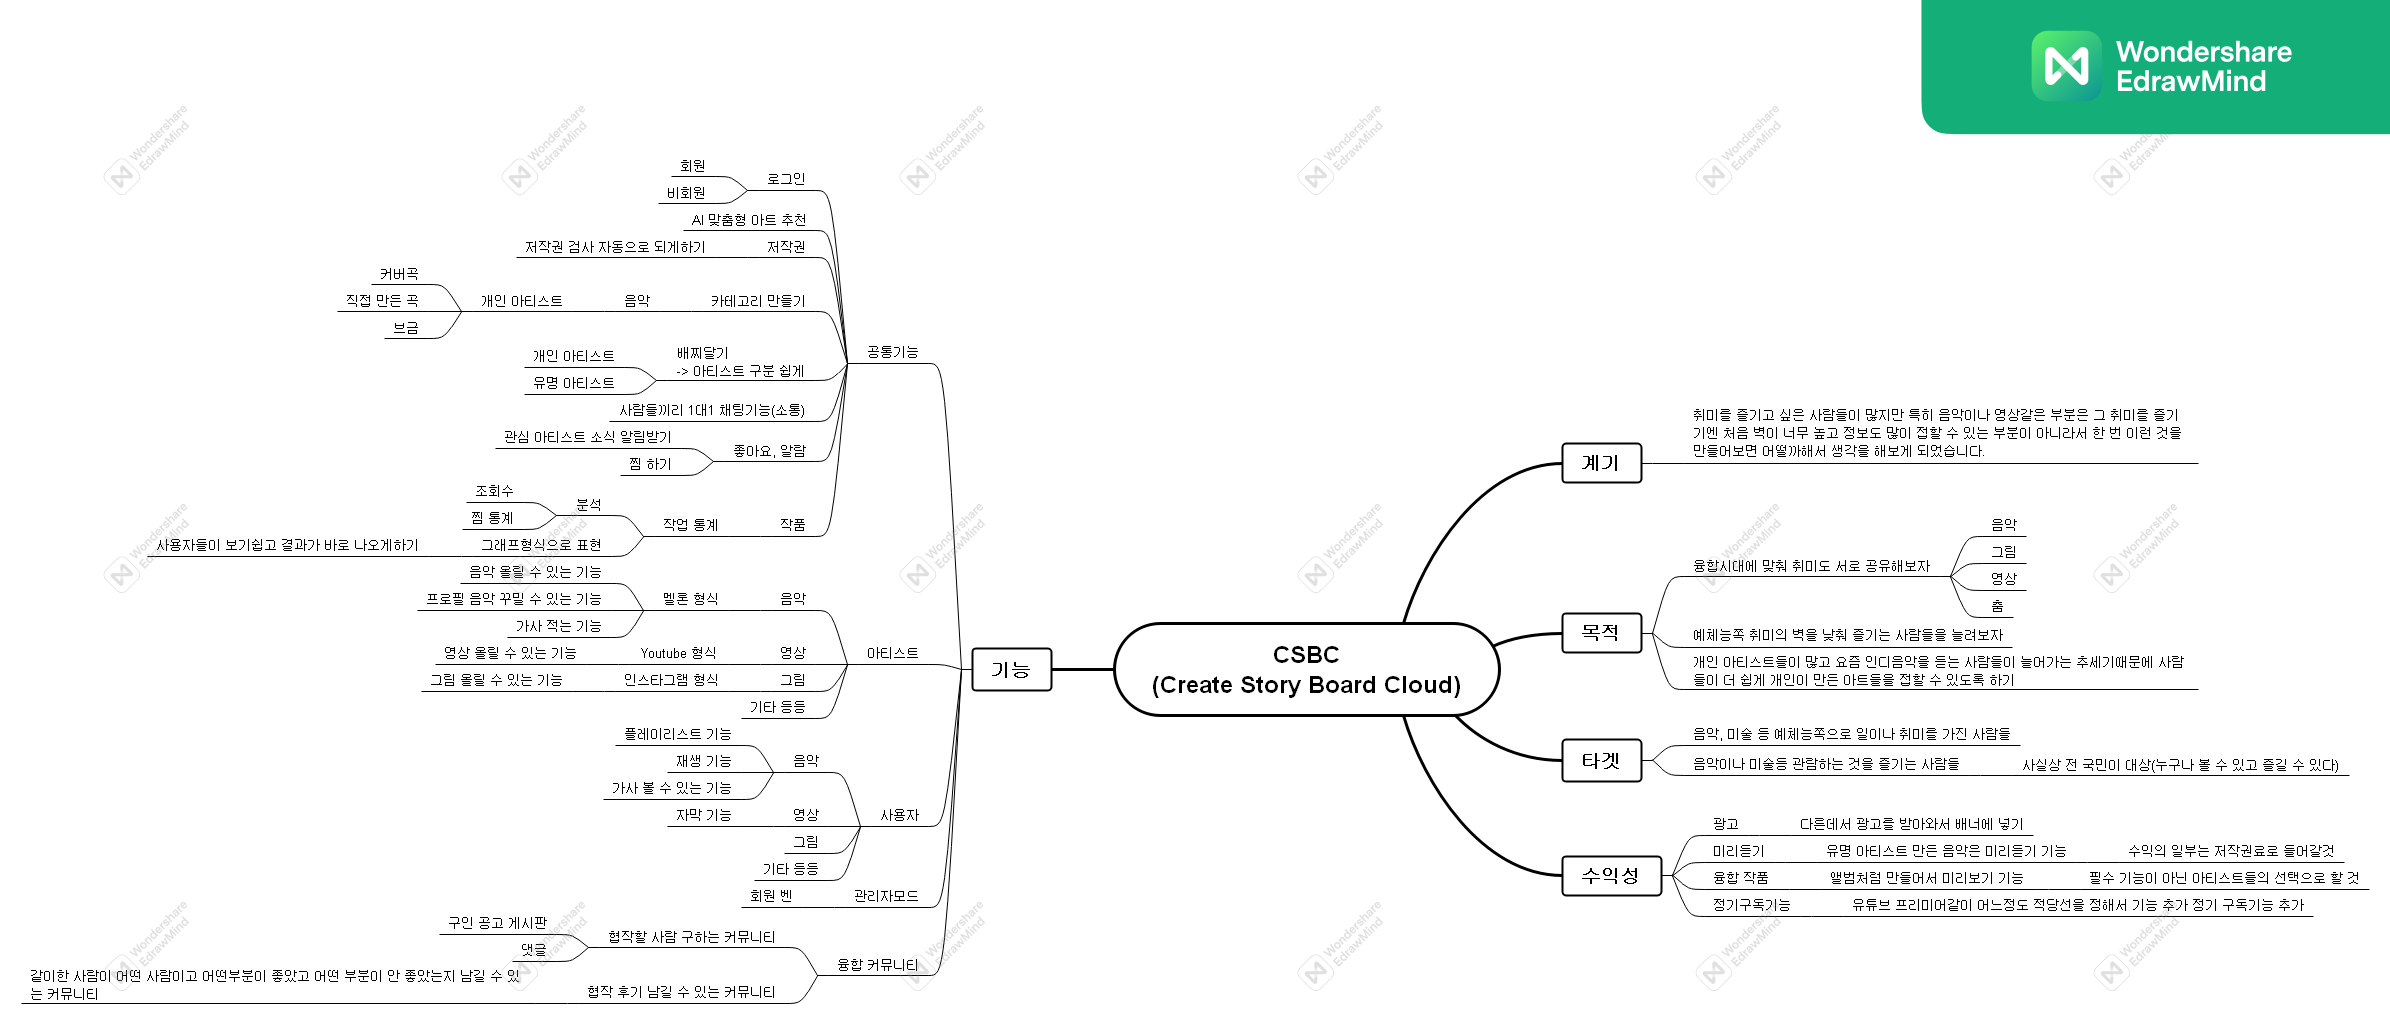 Wondershare
EdrawMind
CSBC
(Create Story Board Cloud)
계기
취미를 즐기고 싶은 사람들이 많지만 특히 음악이나 영상같은 부분은 그 취미를 즐기
기엔 처음 벽이 너무 높고 정보도 많이 접할 수 있는 부분이 아니라서 한 번 이런 것을
만들어보면 어떨까해서 생각을 해보게 되었습니다.
목적
융합시대에 맞춰 취미도 서로 공유해보자
음악
그림
영상
춤
예체능쪽 취미의 벽을 낮춰 즐기는 사람들을 늘려보자
개인 아티스트들이 많고 요즘 인디음악을 듣는 사람들이 늘어가는 추세기때문에 사람
들이 더 쉽게 개인이 만든 아트들을 접할 수 있도록 하기
타겟
음악, 미술 등 예체능쪽으로 일이나 취미를 가진 사람들
음악이나 미술등 관람하는 것을 즐기는 사람들
사실상 전 국민이 대상(누구나 볼 수 있고 즐길 수 있다)
수익성
광고
다른데서 광고를 받아와서 배너에 넣기
미리듣기
유명 아티스트 만든 음악은 미리듣기 기능
수익의 일부는 저작권료로 들어갈것
융합 작품
앨범처럼 만들어서 미리보기 기능
필수 기능이 아닌 아티스트들의 선택으로 할 것
정기구독기능
유튜브 프리미어같이 어느정도 적당선을 정해서 기능 추가 정기 구독기능 추가
기능
공통기능
로그인
회원
비회원
AI 맞춤형 아트 추천
저작권
저작권 검사 자동으로 되게하기
카테고리 만들기
음악
개인 아티스트
커버곡
직접 만든 곡
브금
배찌달기
-> 아티스트 구분 쉽게
개인 아티스트
유명 아티스트
사람들끼리 1대1 채팅기능(소통)
좋아요, 알람
관심 아티스트 소식 알림받기
찜 하기
작품
작업 통계
분석
조회수
찜 통계
그래프형식으로 표현
사용자들이 보기쉽고 결과가 바로 나오게하기
아티스트
음악
멜론 형식
음악 올릴 수 있는 기능
프로필 음악 꾸밀 수 있는 기능
가사 적는 기능
영상
Youtube 형식
영상 올릴 수 있는 기능
그림
인스타그램 형식
그림 올릴 수 있는 기능
기타 등등
사용자
음악
플레이리스트 기능
재생 기능
가사 볼 수 있는 기능
영상
자막 기능
그림
기타 등등
관리자모드
회원 벤
융합 커뮤니티
협작할 사람 구하는 커뮤니티
구인 공고 게시판
댓글
협작 후기 남길 수 있는 커뮤니티
같이한 사람이 어떤 사람이고 어떤부분이 좋았고 어떤 부분이 안 좋았는지 남길 수 있
는 커뮤니티